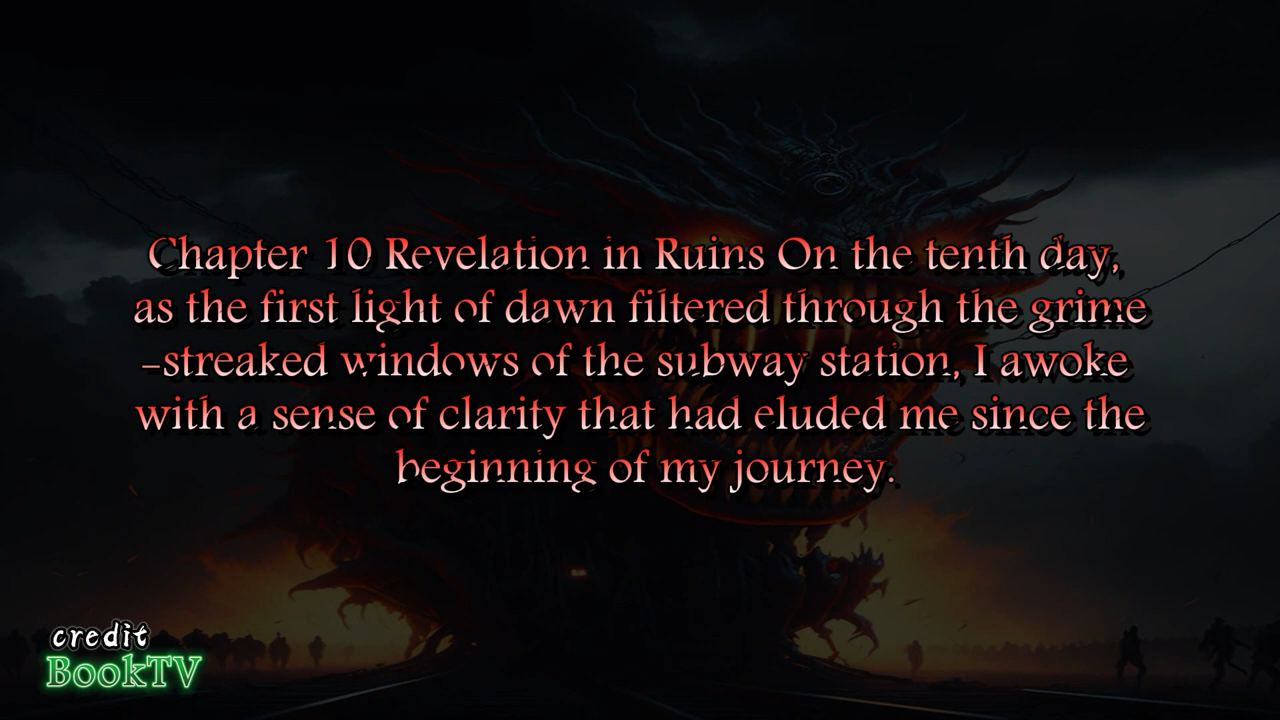 Chapter 10 Revelation in Ruins On the tenth day,
as the first light of dawn filtered through the grime
-streaked windows of the subway station, I awoke
with a sense of clarity that had eluded me since the
beginning of my journey.
credit
BookTV